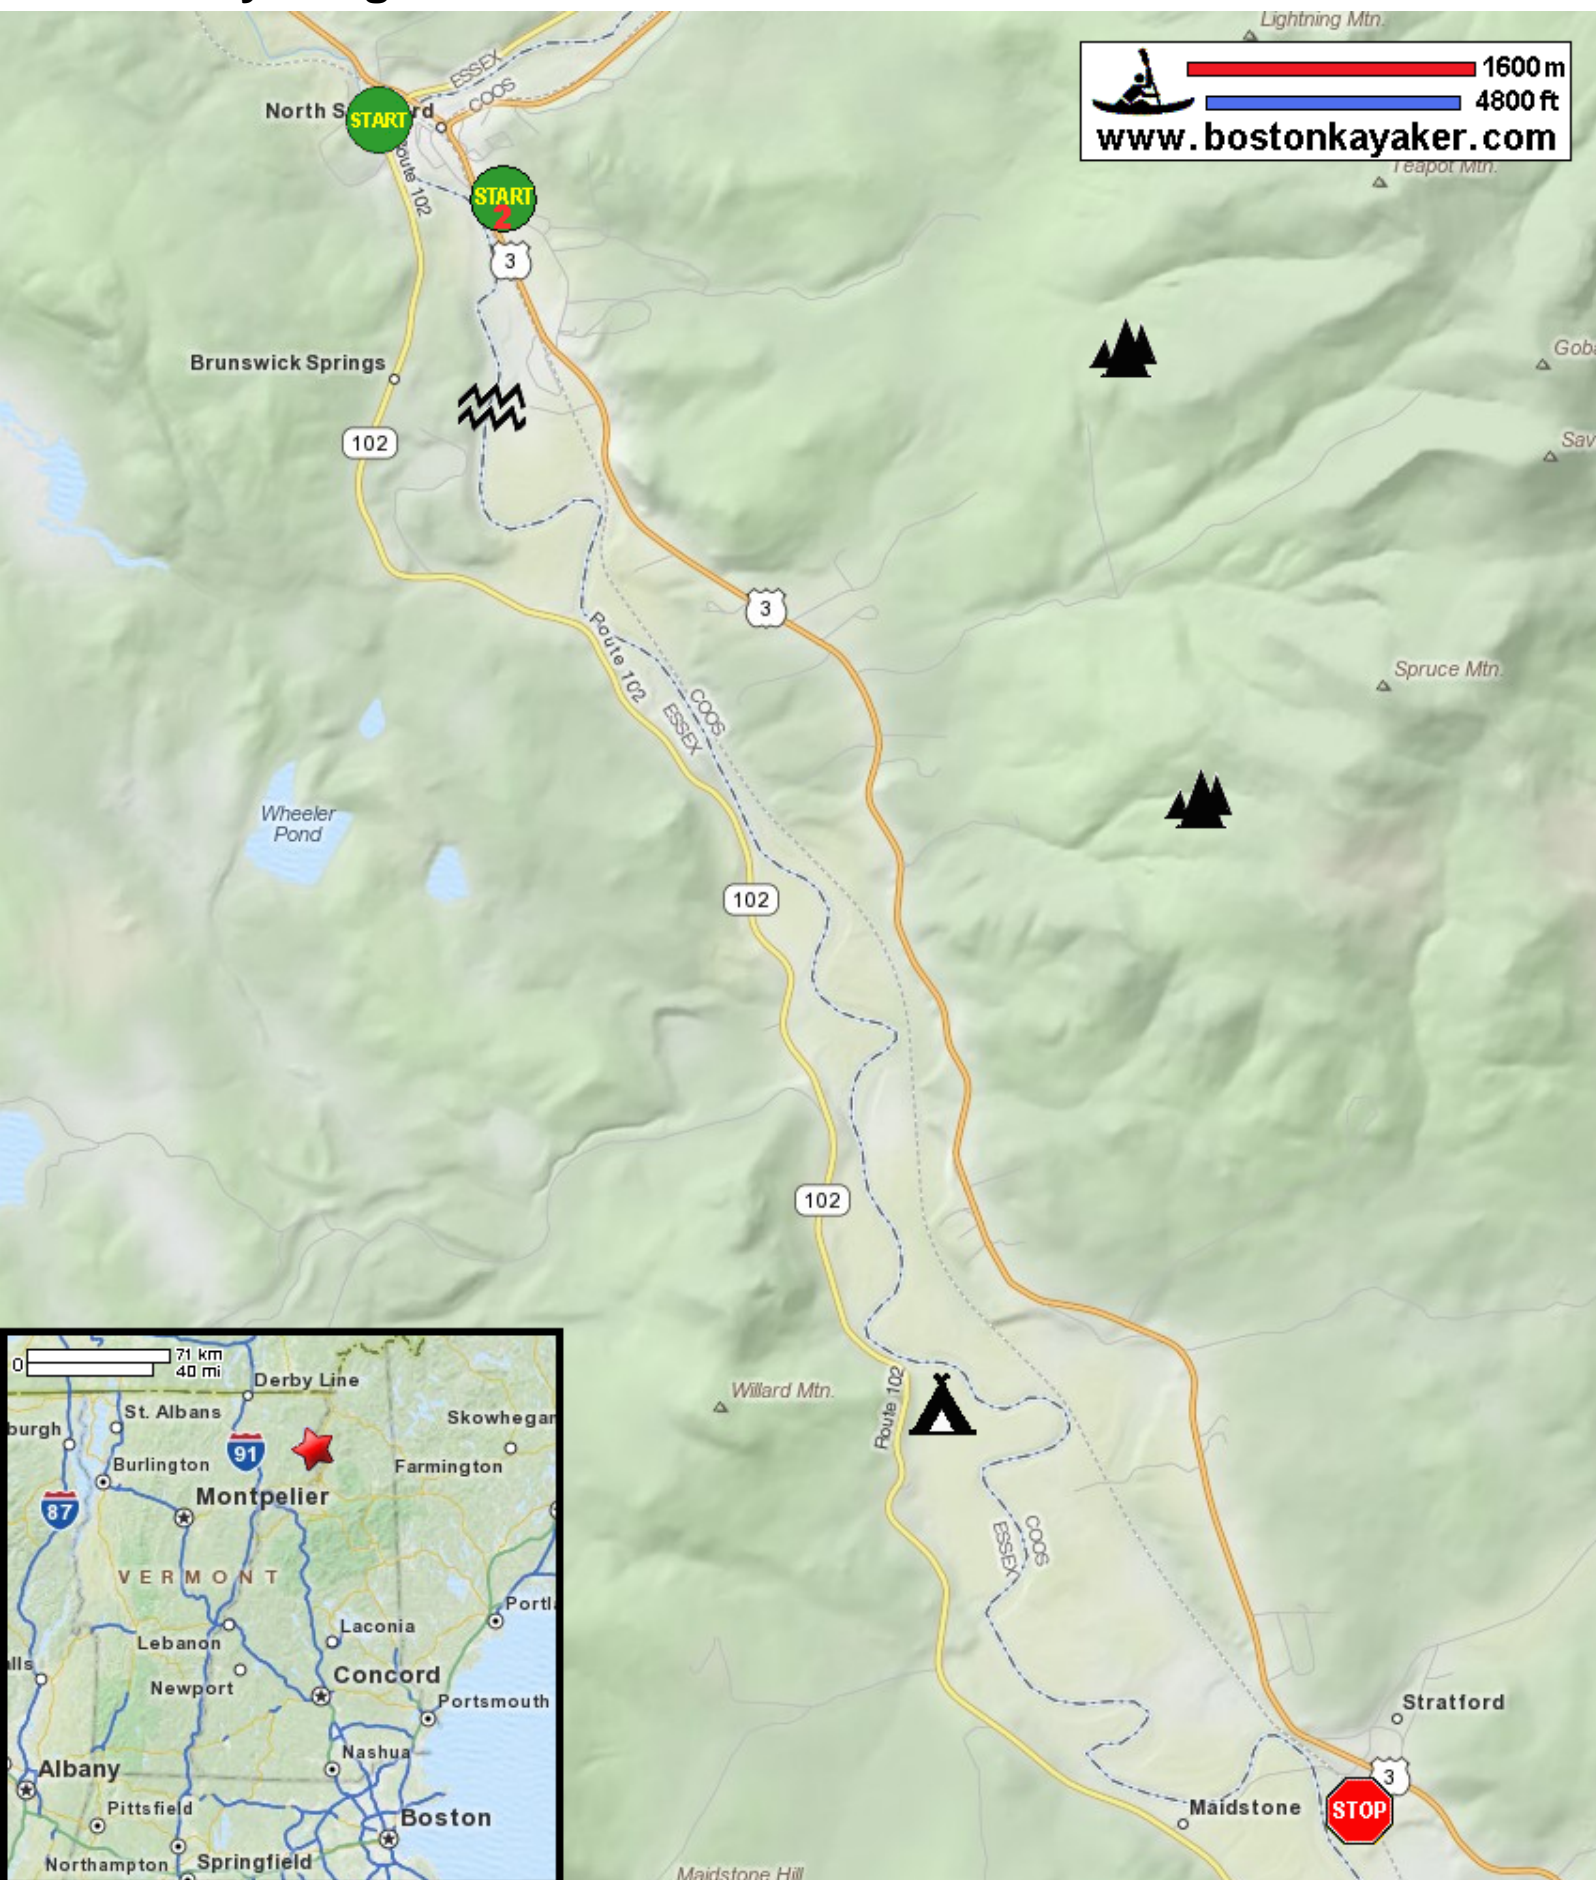 Lightning Mtn.
1600 m
4800 ft
www.bostonkayaker.com
Teapot Mtn.
ESSEX
COOS
North S
rd
START
Route 102
START
2
3
Brunswick Springs
102
Goba
Sav
3
Route 102
COOS
ESSEX
Spruce Mtn.
Wheeler
Pond
102
102
Willard Mtn.
Route 102
COOS
ESSEX
Stratford
3
STOP
Maidstone
Maidstone Hill
0
71 km
40 mi
Derby Line
St. Albans
Skowhegan
burgh
91
Burlington
Farmington
87
Montpelier
VERMONT
Portl
Laconia
Lebanon
lls
Newport
Concord
Portsmouth
Nashua
Albany
Pittsfield
Boston
Northampton
Springfield